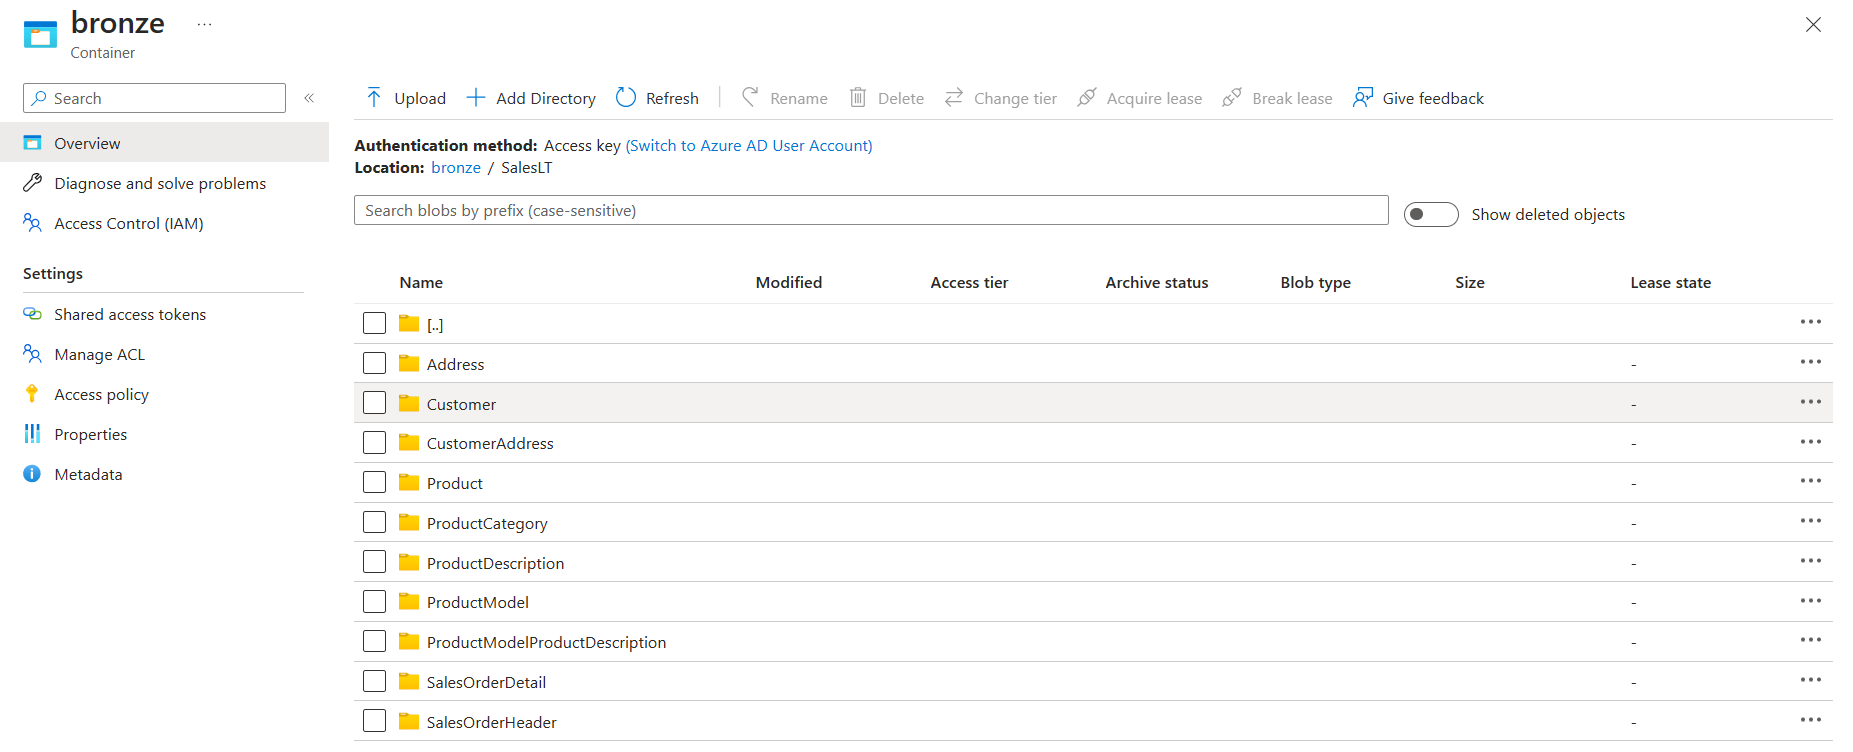 bronze ...
Container
Search «
Upload Add Directory Refresh Rename Delete Change tier Acquire lease Break lease Give feedback
Overview
Diagnose and solve problems
Access Control (IAM)
Settings
Shared access tokens
Manage ACL
Access policy
Properties
Metadata
Authentication method: Access key (Switch to Azure AD User Account)
Location: bronze / SalesLT
Search blobs by prefix (case-sensitive) Show deleted objects
Name Modified Access tier Archive status Blob type Size Lease state
[..] ...
Address - ...
Customer - ...
CustomerAddress - ...
Product - ...
ProductCategory - ...
ProductDescription - ...
ProductModel - ...
ProductModelProductDescription - ...
SalesOrderDetail - ...
SalesOrderHeader - ...